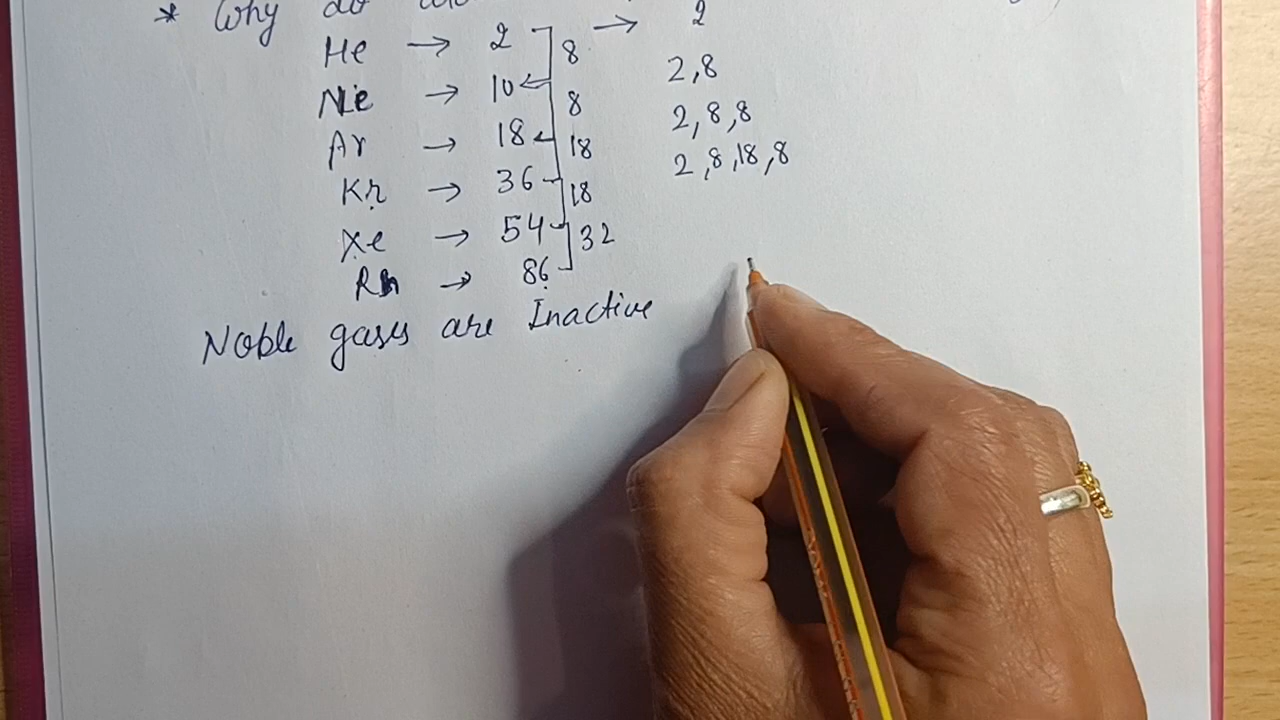 * Why do
He → 2 8 → 2
Ne → 10 8 2,8
Ar → 18 18 2,8,8
Kr → 36 18 2,8,18,8
Xe → 54 32
Rn → 86
Noble gases are Inactive